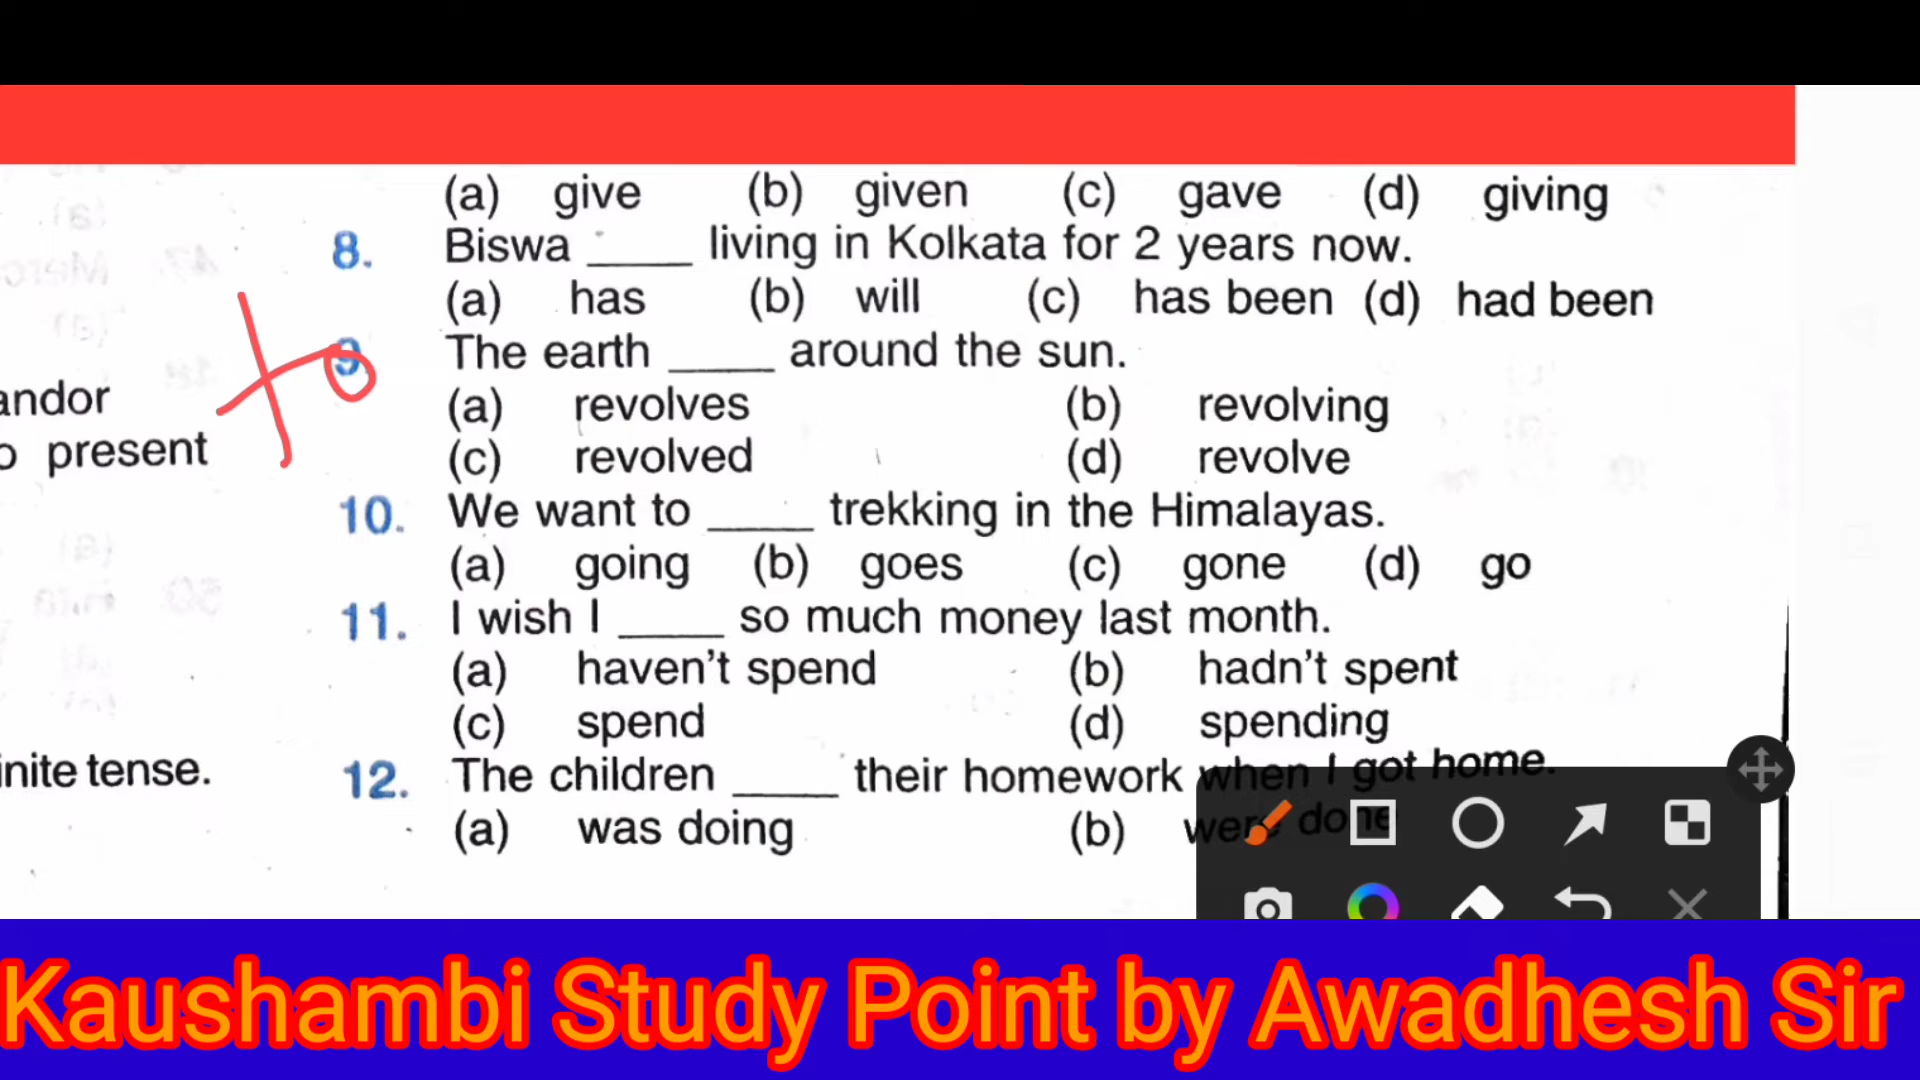 (a) give (b) given (c) gave (d) giving
8. Biswa ____ living in Kolkata for 2 years now.
(a) has (b) will (c) has been (d) had been
9. The earth ____ around the sun.
(a) revolves (b) revolving
andor
(c) revolved (d) revolve
o present
10. We want to ____ trekking in the Himalayas.
(a) going (b) goes (c) gone (d) go
11. I wish I ____ so much money last month.
(a) haven't spend (b) hadn't spent
(c) spend (d) spending
inite tense.
12. The children ____ their homework when I got home.
(a) was doing (b) were done
Kaushambi Study Point by Awadhesh Sir